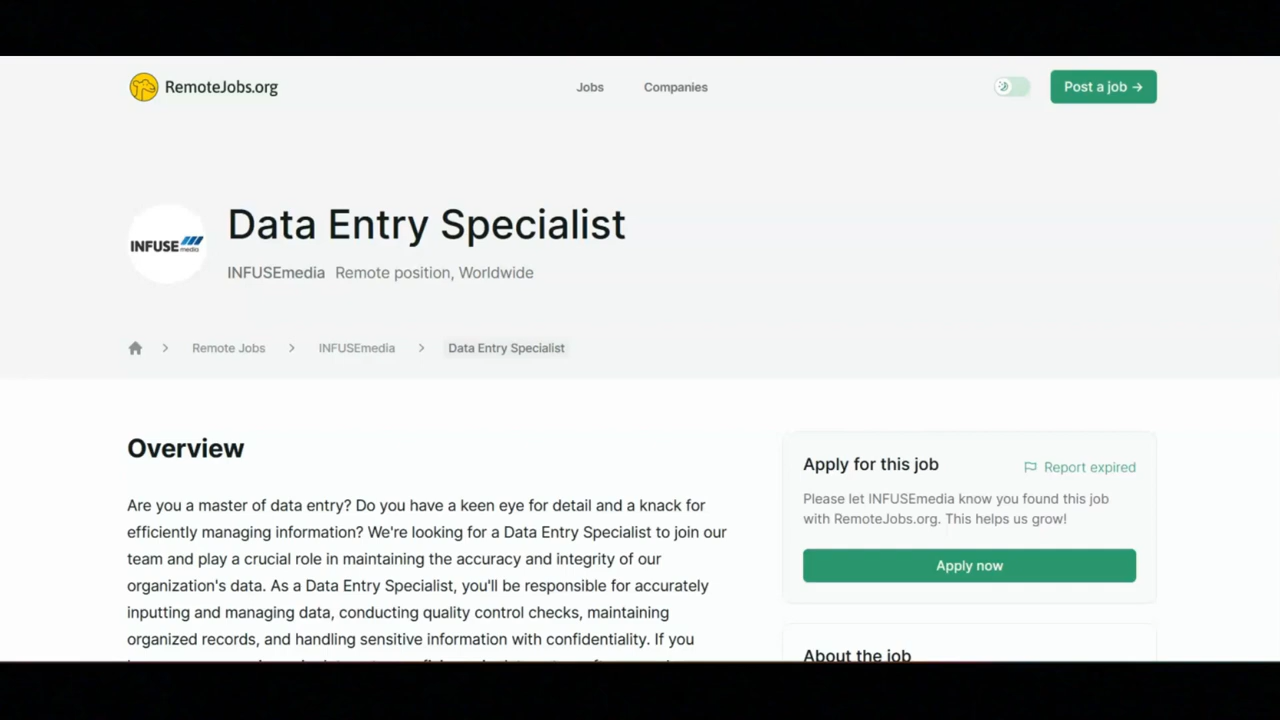 RemoteJobs.org
Jobs
Companies
Post a job →
INFUSE media
Data Entry Specialist
INFUSEmedia Remote position, Worldwide
Remote Jobs > INFUSEmedia > Data Entry Specialist
Overview
Are you a master of data entry? Do you have a keen eye for detail and a knack for
efficiently managing information? We're looking for a Data Entry Specialist to join our
team and play a crucial role in maintaining the accuracy and integrity of our
organization's data. As a Data Entry Specialist, you'll be responsible for accurately
inputting and managing data, conducting quality control checks, maintaining
organized records, and handling sensitive information with confidentiality. If you
Apply for this job
Report expired
Please let INFUSEmedia know you found this job
with RemoteJobs.org. This helps us grow!
Apply now
About the job